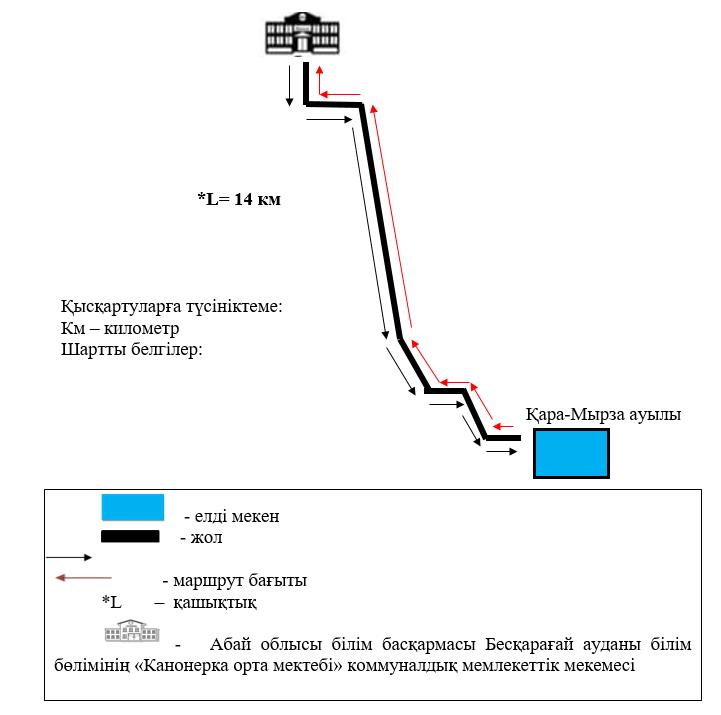 *L= 14 км
Қысқартуларға түсініктеме:
Км – километр
Шартты белгілер:
Қара-Мырза ауылы
- елді мекен
- жол
- маршрут бағыты
*L – қашықтық
- Абай облысы білім басқармасы Бесқарағай ауданы білім
бөлімінің «Канонерка орта мектебі» коммуналдық мемлекеттік мекемесі